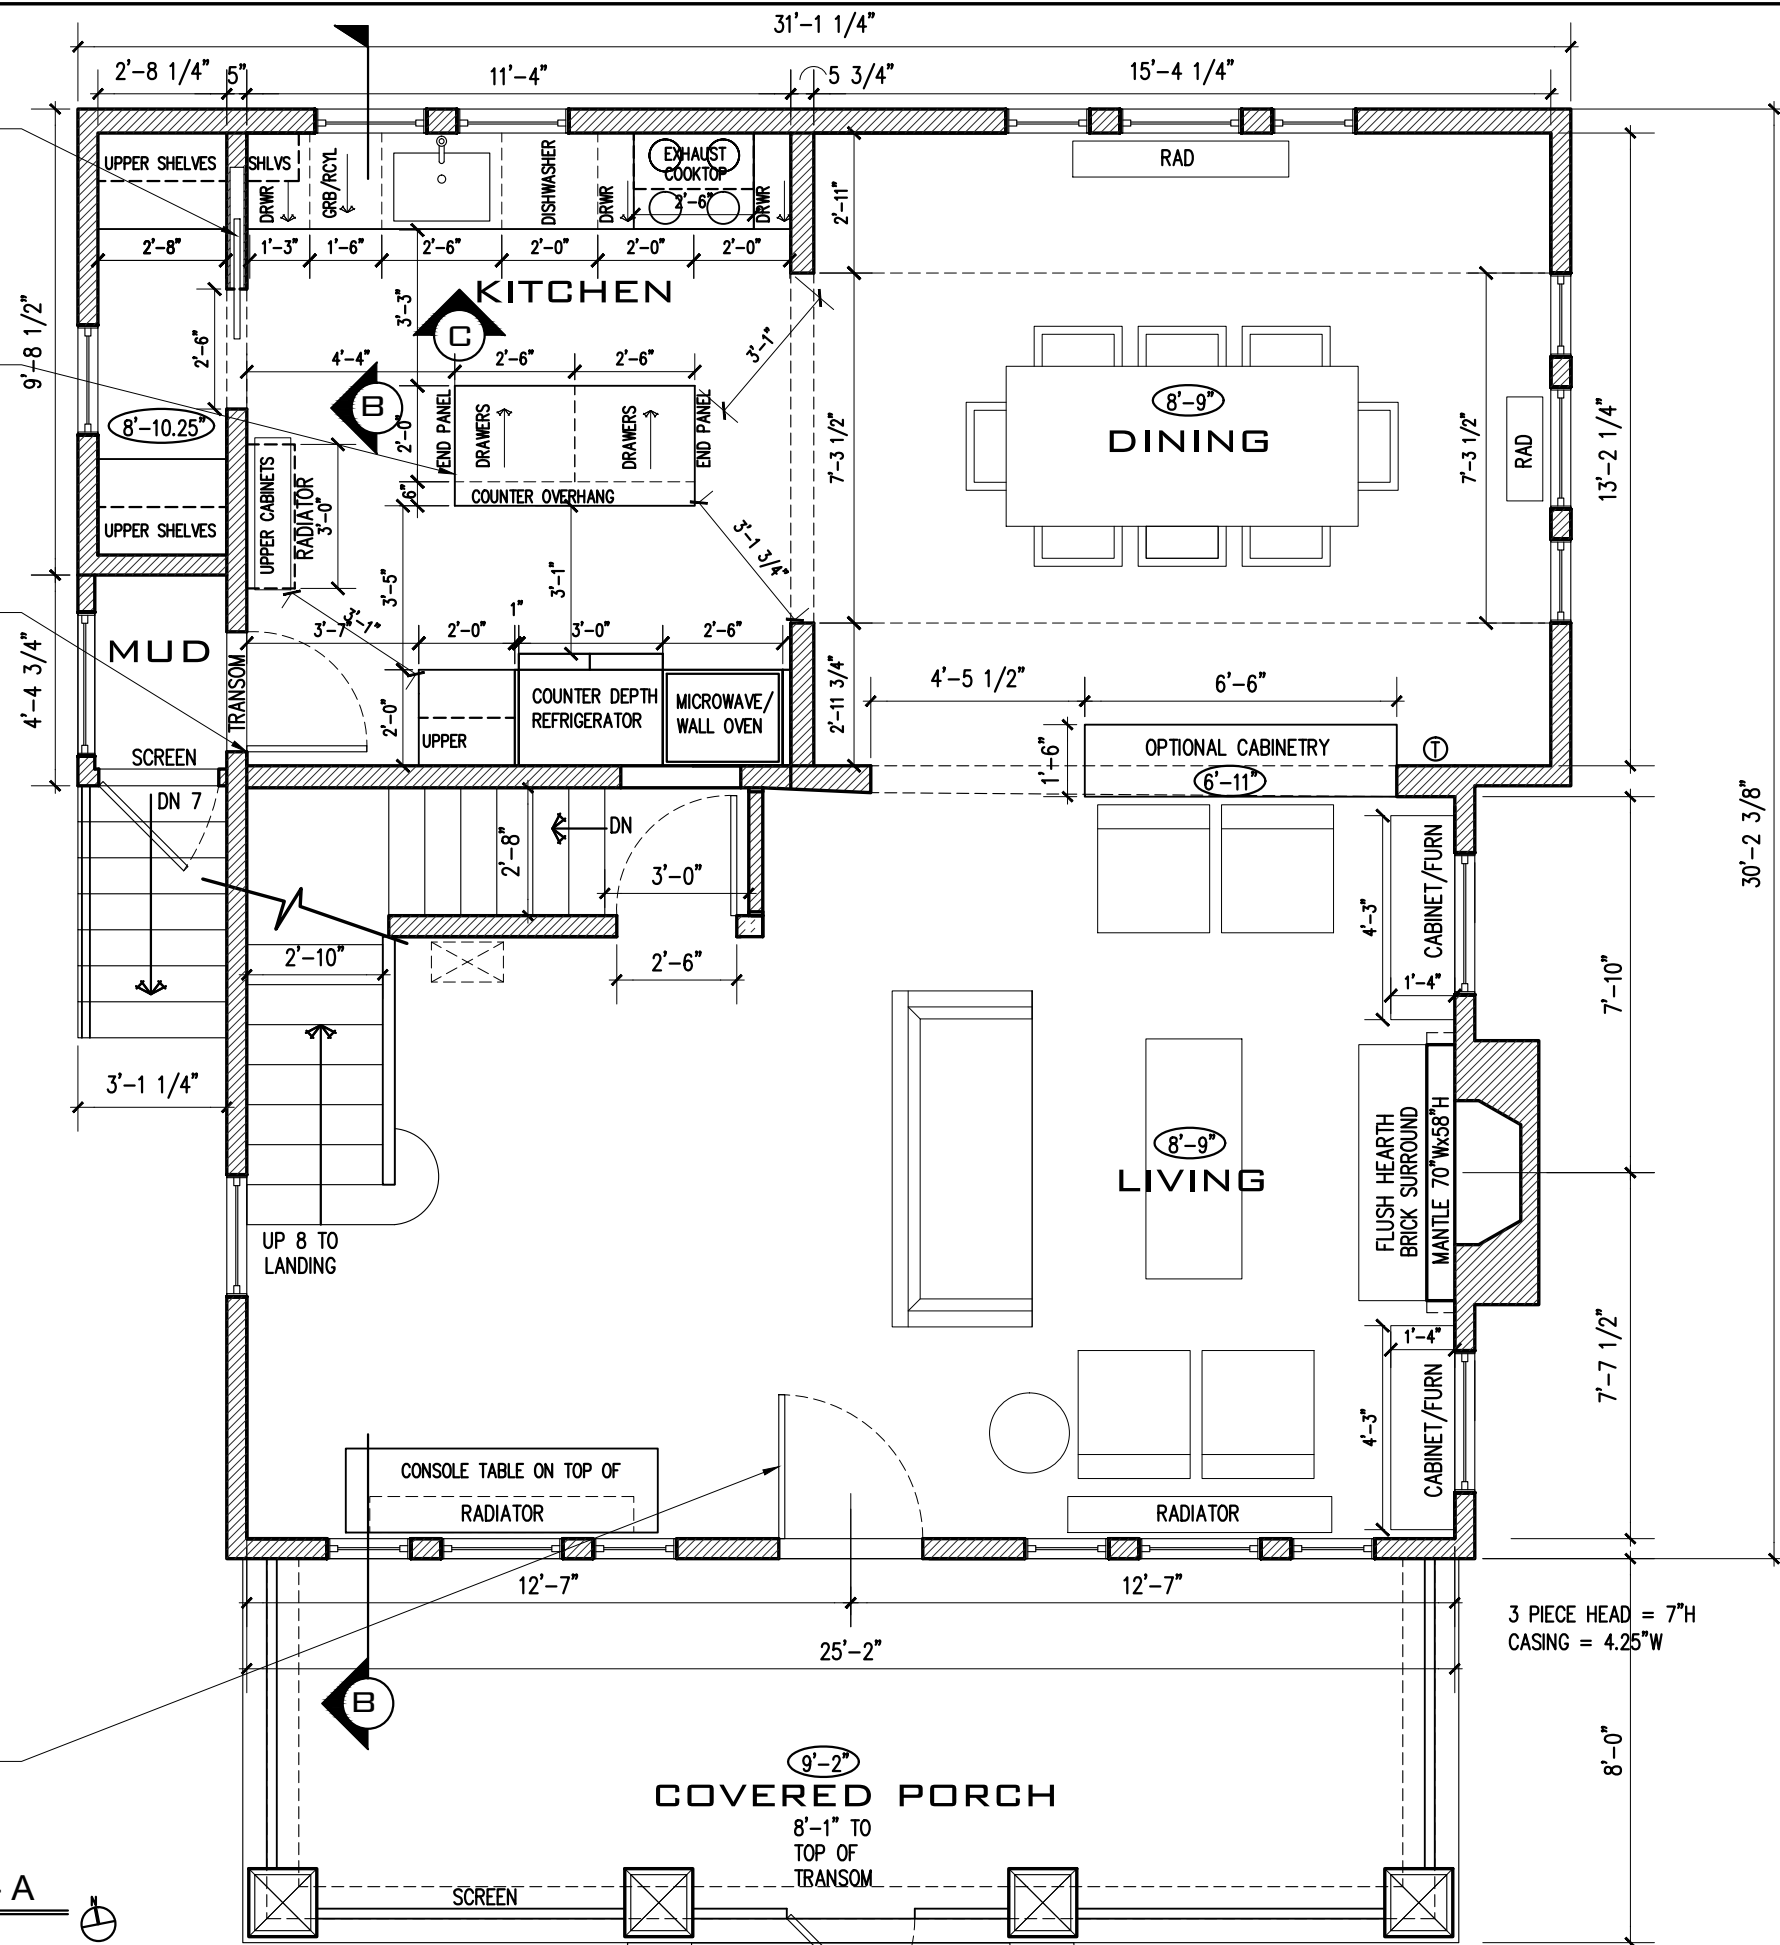 31'-1 1/4"
2'-8 1/4"
5"
11'-4"
5 3/4"
15'-4 1/4"
UPPER SHELVES
SHLVS
DRWR
GRB/RCYL
DISHWASHER
DRWR
EXHAUST
COOKTOP
2'-6"
DRWR
2'-11"
RAD
2'-8"
1'-3"
1'-6"
2'-6"
2'-0"
2'-0"
2'-0"
KITCHEN
3'-3"
C
9'-8 1/2"
2'-6"
4'-4"
2'-6"
2'-6"
3'-1"
B
2'-0"
END PANEL
DRAWERS
DRAWERS
END PANEL
8'-10.25"
8'-9"
DINING
7'-3 1/2"
7'-3 1/2"
RAD
13'-2 1/4"
6"
COUNTER OVERHANG
UPPER SHELVES
UPPER CABINETS
RADIATOR
3'-0"
3'-1 3/4"
3'-5"
3'-1"
1"
3'-7"
3'-1"
2'-0"
3'-0"
2'-6"
MUD
4'-4 3/4"
TRANSOM
2'-0"
UPPER
COUNTER DEPTH
REFRIGERATOR
MICROWAVE/
WALL OVEN
2'-11 3/4"
4'-5 1/2"
6'-6"
1'-6"
OPTIONAL CABINETRY
6'-11"
T
SCREEN
DN 7
DN
2'-8"
3'-0"
30'-2 3/8"
4'-3"
CABINET/FURN
1'-4"
7'-10"
2'-10"
2'-6"
3'-1 1/4"
8'-9"
LIVING
FLUSH HEARTH
BRICK SURROUND
MANTLE 70"Wx58"H
UP 8 TO
LANDING
1'-4"
4'-3"
CABINET/FURN
7'-7 1/2"
CONSOLE TABLE ON TOP OF
RADIATOR
RADIATOR
12'-7"
12'-7"
3 PIECE HEAD = 7"H
CASING = 4.25"W
25'-2"
B
8'-0"
9'-2"
COVERED PORCH
8'-1" TO
TOP OF
TRANSOM
SCREEN
A
N